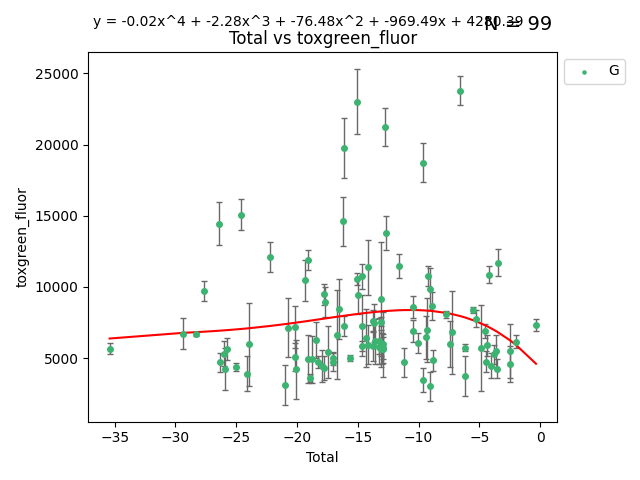 y = -0.02x^4 + -2.28x^3 + -76.48x^2 + -969.49x + 4280.39
N = 99
Total vs toxgreen_fluor
G
25000
20000
15000
10000
5000
toxgreen_fluor
−35 −30 −25 −20 −15 −10 −5 0
Total